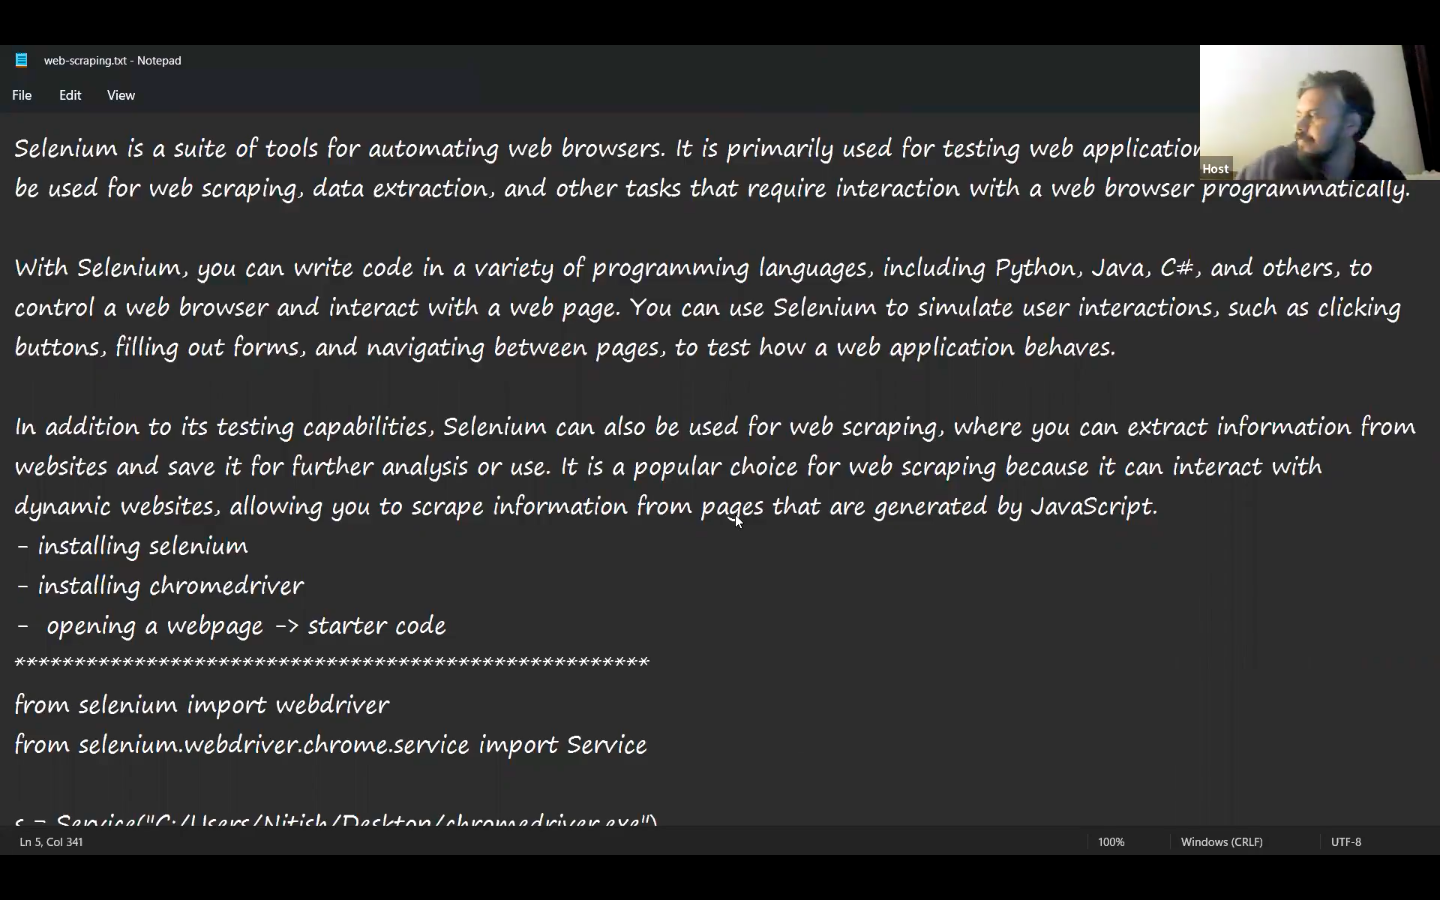 web-scraping.txt - Notepad
File Edit View
Selenium is a suite of tools for automating web browsers. It is primarily used for testing web application
Host
be used for web scraping, data extraction, and other tasks that require interaction with a web browser programmatically.
With Selenium, you can write code in a variety of programming languages, including Python, Java, C#, and others, to
control a web browser and interact with a web page. You can use Selenium to simulate user interactions, such as clicking
buttons, filling out forms, and navigating between pages, to test how a web application behaves.
In addition to its testing capabilities, Selenium can also be used for web scraping, where you can extract information from
websites and save it for further analysis or use. It is a popular choice for web scraping because it can interact with
dynamic websites, allowing you to scrape information from pages that are generated by JavaScript.
- installing selenium
- installing chromedriver
-  opening a webpage -> starter code
*****************************************************
from selenium import webdriver
from selenium.webdriver.chrome.service import Service
s = Service("C:/Users/Nitish/Desktop/chromedriver.exe")
Ln 5, Col 341 100% Windows (CRLF) UTF-8